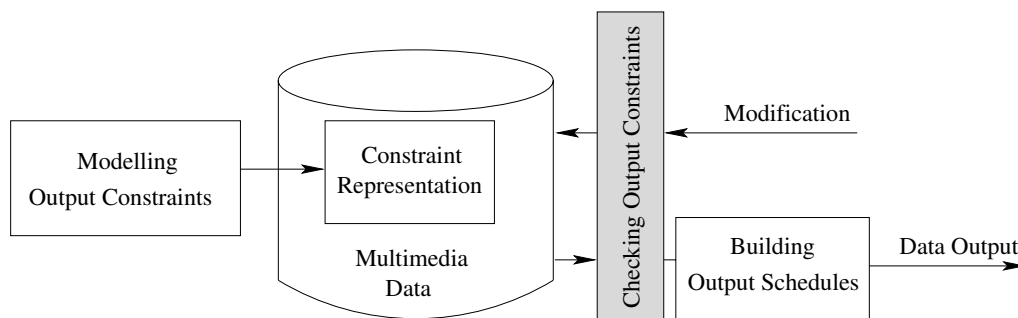 Modelling
Output Constraints
Constraint
Representation
Multimedia
Data
Checking Output Constraints
Modification
Building
Output Schedules
Data Output